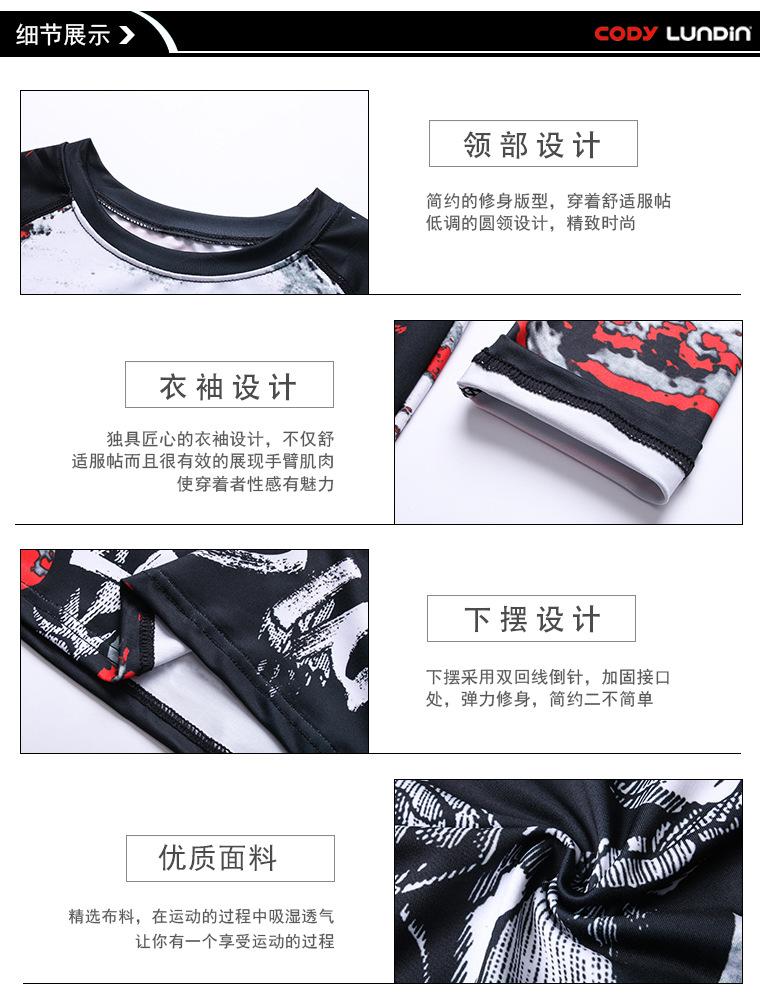 细节展示
CODY LUNDIN
领部设计
简约的修身版型，穿着舒适服帖
低调的圆领设计，精致时尚
衣袖设计
独具匠心的衣袖设计，不仅舒
适服帖而且很有效的展现手臂肌肉
使穿着者性感有魅力
下摆设计
下摆采用双回线倒针，加固接口
处，弹力修身，简约二不简单
优质面料
精选布料，在运动的过程中吸湿透气
让你有一个享受运动的过程